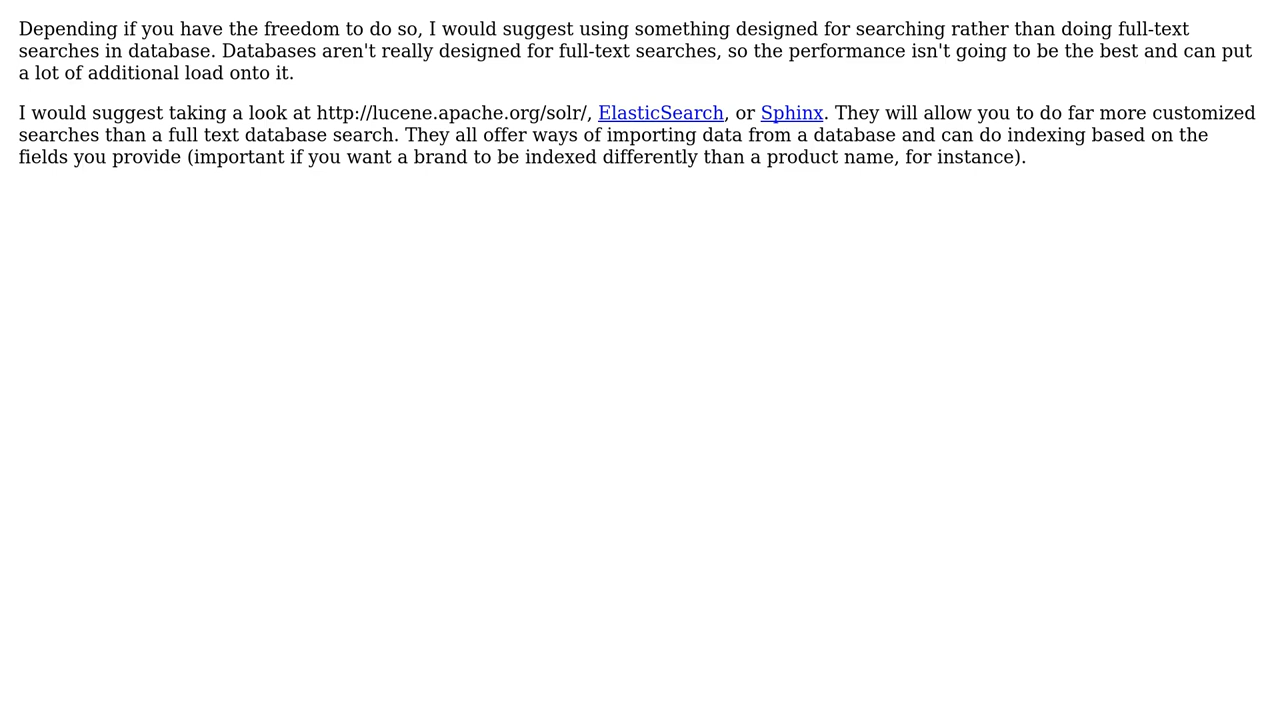 Depending if you have the freedom to do so, I would suggest using something designed for searching rather than doing full-text
searches in database. Databases aren't really designed for full-text searches, so the performance isn't going to be the best and can put
a lot of additional load onto it.
I would suggest taking a look at http://lucene.apache.org/solr/, ElasticSearch, or Sphinx. They will allow you to do far more customized
searches than a full text database search. They all offer ways of importing data from a database and can do indexing based on the
fields you provide (important if you want a brand to be indexed differently than a product name, for instance).